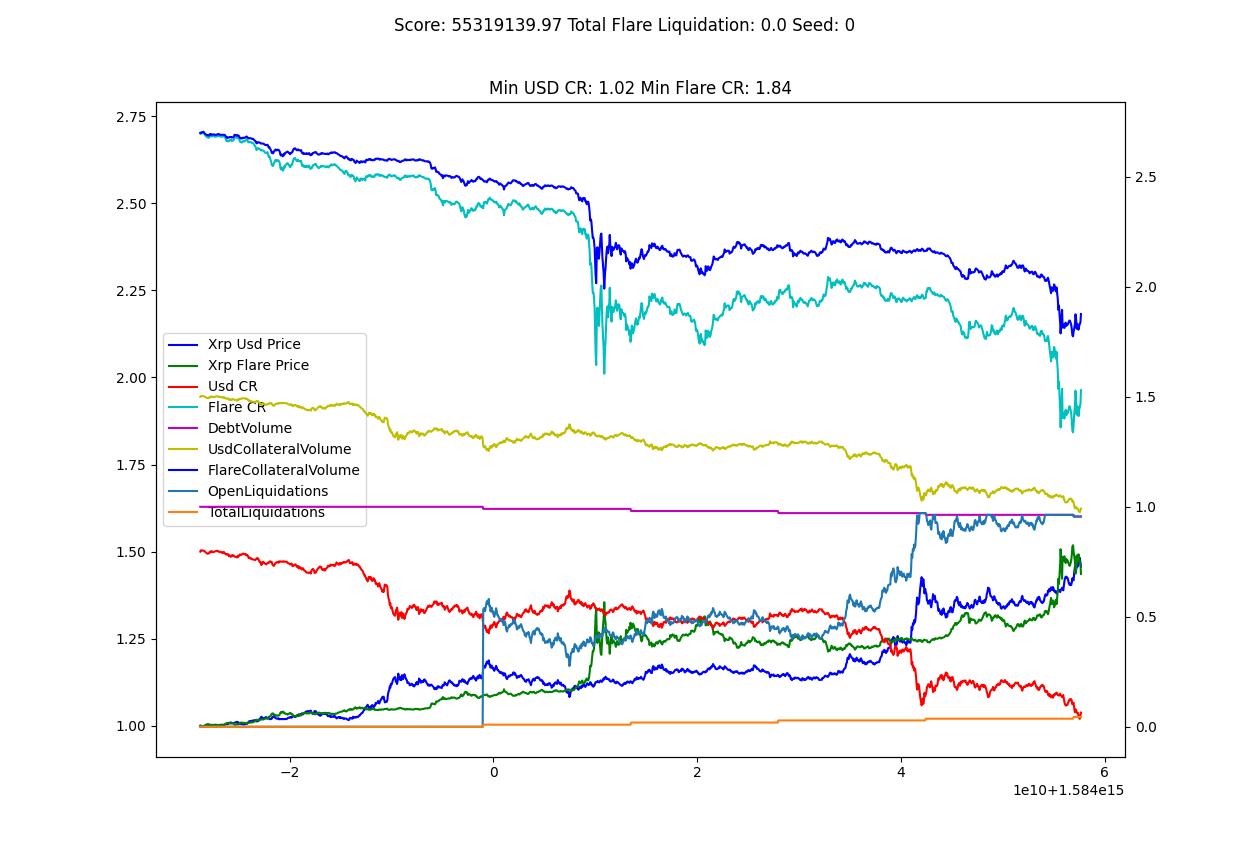 Score: 55319139.97 Total Flare Liquidation: 0.0 Seed: 0
Min USD CR: 1.02 Min Flare CR: 1.84
2.75
2.50
2.25
2.00
1.75
1.50
1.25
1.00
2.5
2.0
1.5
1.0
0.5
0.0
Xrp Usd Price
Xrp Flare Price
Usd CR
Flare CR
DebtVolume
UsdCollateralVolume
FlareCollateralVolume
OpenLiquidations
TotalLiquidations
−2 0 2 4 6
1e10+1.584e15